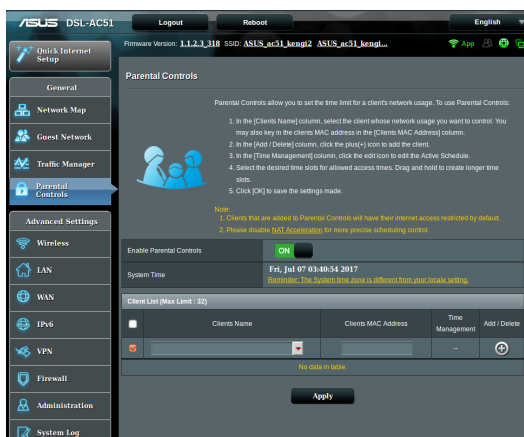 ASUS DSL-AC51
Logout
Reboot
English
Firmware Version: 1.1.2.3_318 SSID: ASUS_ac51_kengi2 ASUS_ac51_kengi...
App
Quick Internet
Setup
General
Network Map
Guest Network
Traffic Manager
Parental
Controls
Advanced Settings
Wireless
LAN
WAN
IPv6
VPN
Firewall
Administration
System Log
Parental Controls
Parental Controls allow you to set the time limit for a client's network usage. To use Parental Controls:
1. In the [Clients Name] column, select the client whose network usage you want to control. You
may also key in the clients MAC address in the [Clients MAC Address] column.
2. In the [Add / Delete] column, click the plus(+) icon to add the client.
3. In the [Time Management] column, click the edit icon to edit the Active Schedule.
4. Select the desired time slots for allowed access times. Drag and hold to create longer time
slots.
5. Click [OK] to save the settings made.
Note:
1. Clients that are added to Parental Controls will have their internet access restricted by default.
2. Please disable NAT Acceleration for more precise scheduling control.
Enable Parental Controls
ON
System Time
Fri, Jul 07 03:40:54 2017
Reminder: The System time zone is different from your locale setting.
Client List (Max Limit : 32)
Clients Name
Clients MAC Address
Time
Management
Add / Delete
--
No data in table.
Apply